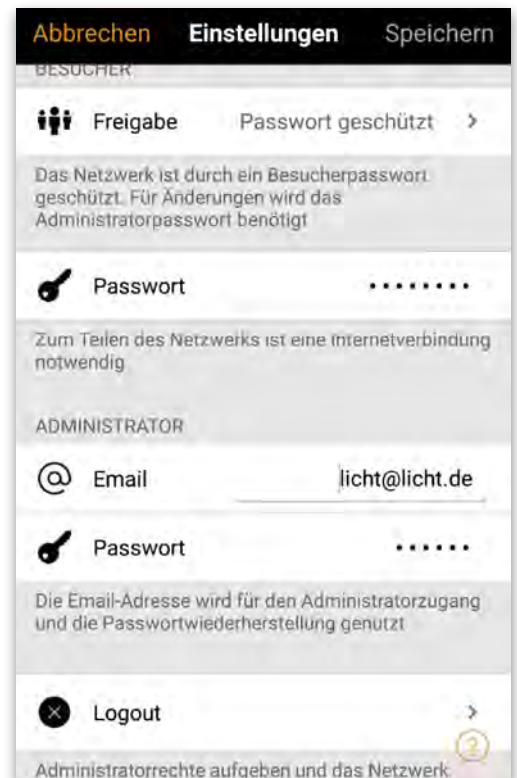 Abbrechen Einstellungen Speichern
BESUCHER
Freigabe Passwort geschützt >
Das Netzwerk ist durch ein Besucherpasswort
geschützt. Für Änderungen wird das
Administratorpasswort benötigt
Passwort ••••••••
Zum Teilen des Netzwerks ist eine Internetverbindung
notwendig
ADMINISTRATOR
Email licht@licht.de
Passwort ••••••
Die Email-Adresse wird für den Administratorzugang
und die Passwortwiederherstellung genutzt
Logout >
?
Administratorrechte aufgeben und das Netzwerk